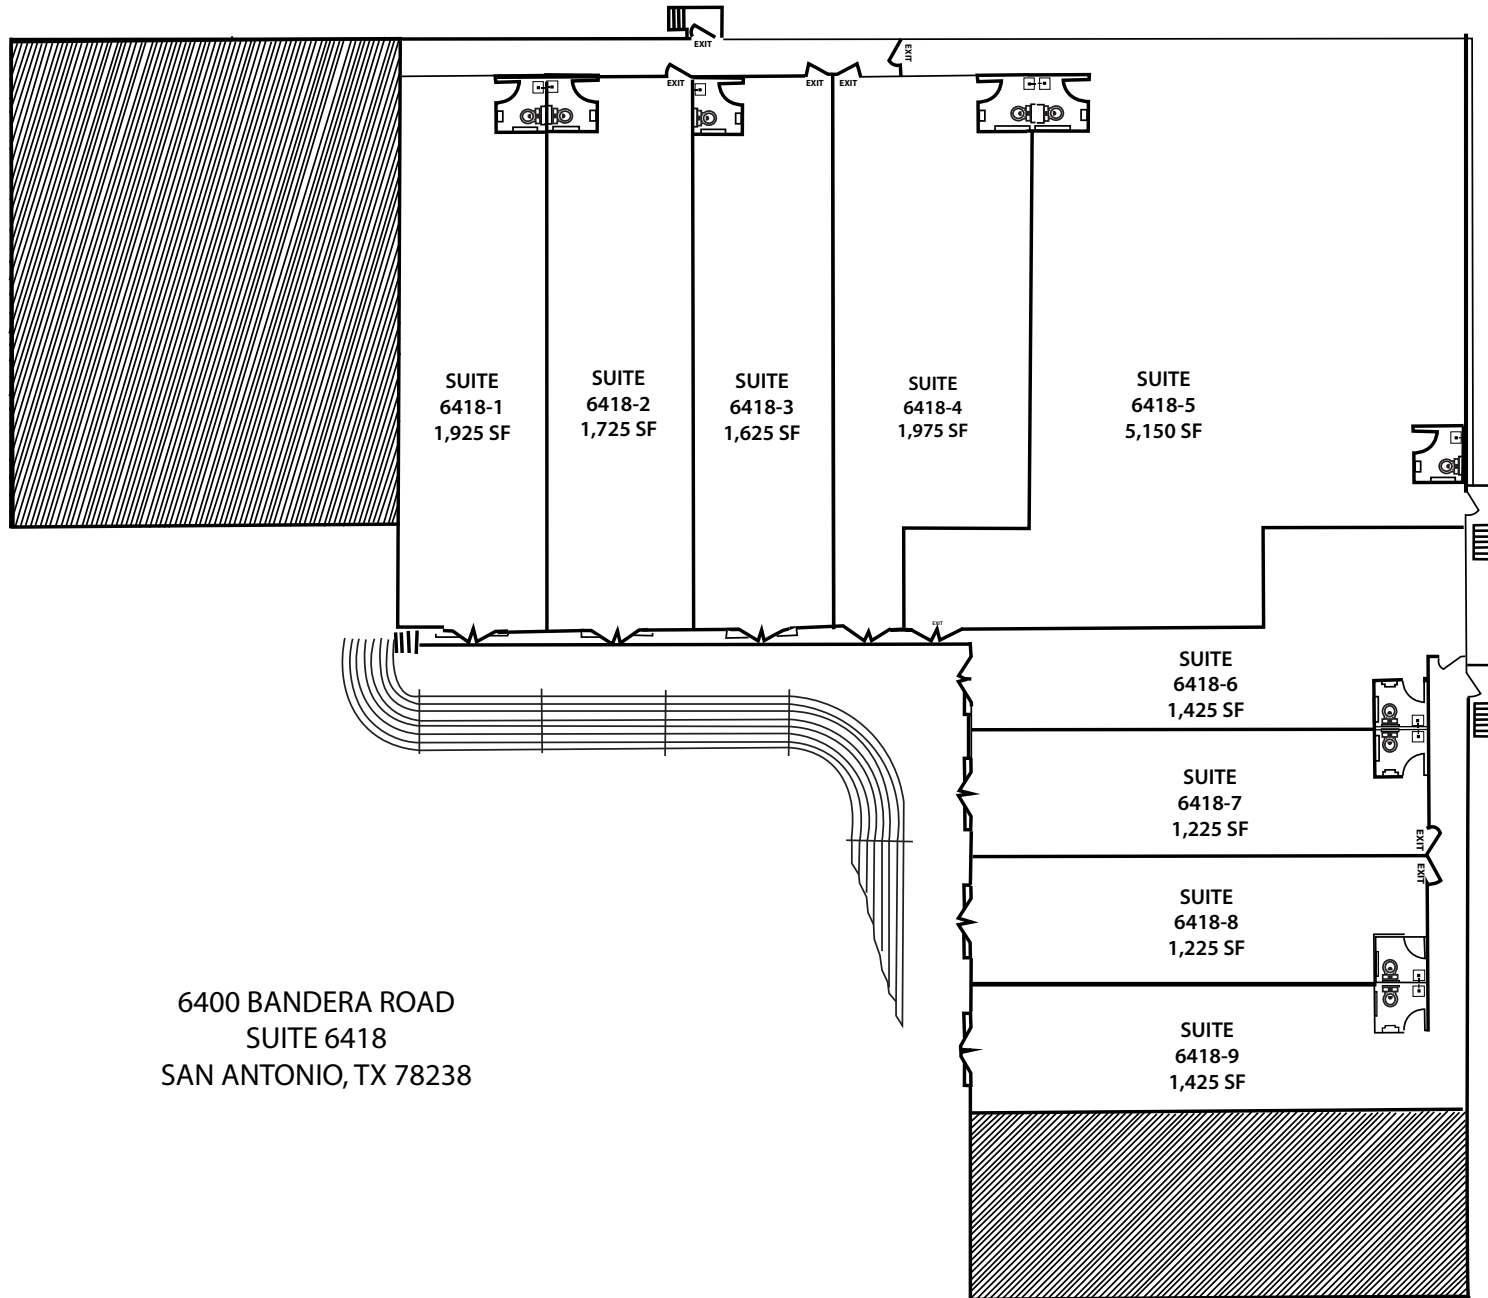 EXIT
EXIT
EXIT
EXIT
EXIT
SUITE
6418-1
1,925 SF
SUITE
6418-2
1,725 SF
SUITE
6418-3
1,625 SF
SUITE
6418-4
1,975 SF
SUITE
6418-5
5,150 SF
EXIT
SUITE
6418-6
1,425 SF
SUITE
6418-7
1,225 SF
EXIT
EXIT
SUITE
6418-8
1,225 SF
SUITE
6418-9
1,425 SF
6400 BANDERA ROAD
SUITE 6418
SAN ANTONIO, TX 78238